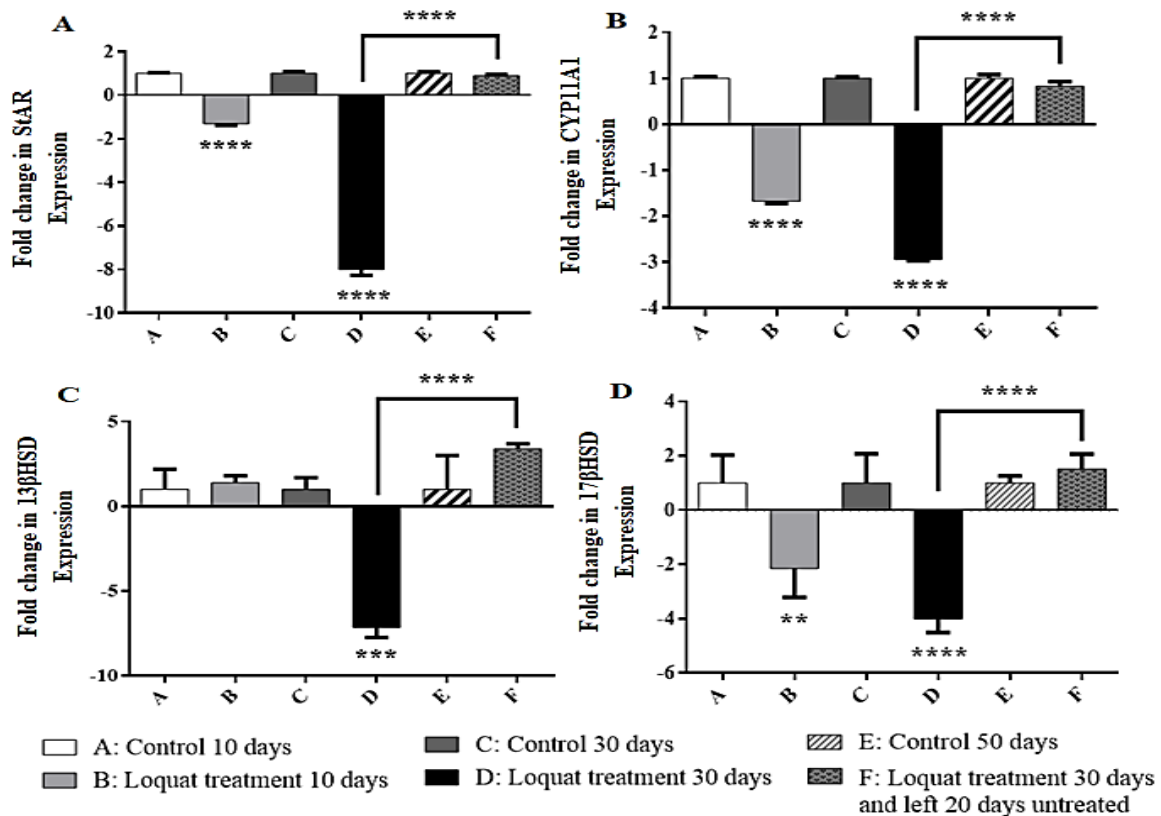 A
****
Fold change in StAR
Expression
2
0
-2
-4
-6
-8
-10
****
****
A B C D E F
B
****
Fold change in CYP11A1
Expression
2
1
0
-1
-2
-3
-4
****
****
A B C D E F
C
****
Fold change in 13βHSD
Expression
5
0
-5
-10
***
A B C D E F
D
****
Fold change in 17βHSD
Expression
4
2
0
-2
-4
-6
**
****
A B C D E F
A: Control 10 days
B: Loquat treatment 10 days
C: Control 30 days
D: Loquat treatment 30 days
E: Control 50 days
F: Loquat treatment 30 days
and left 20 days untreated